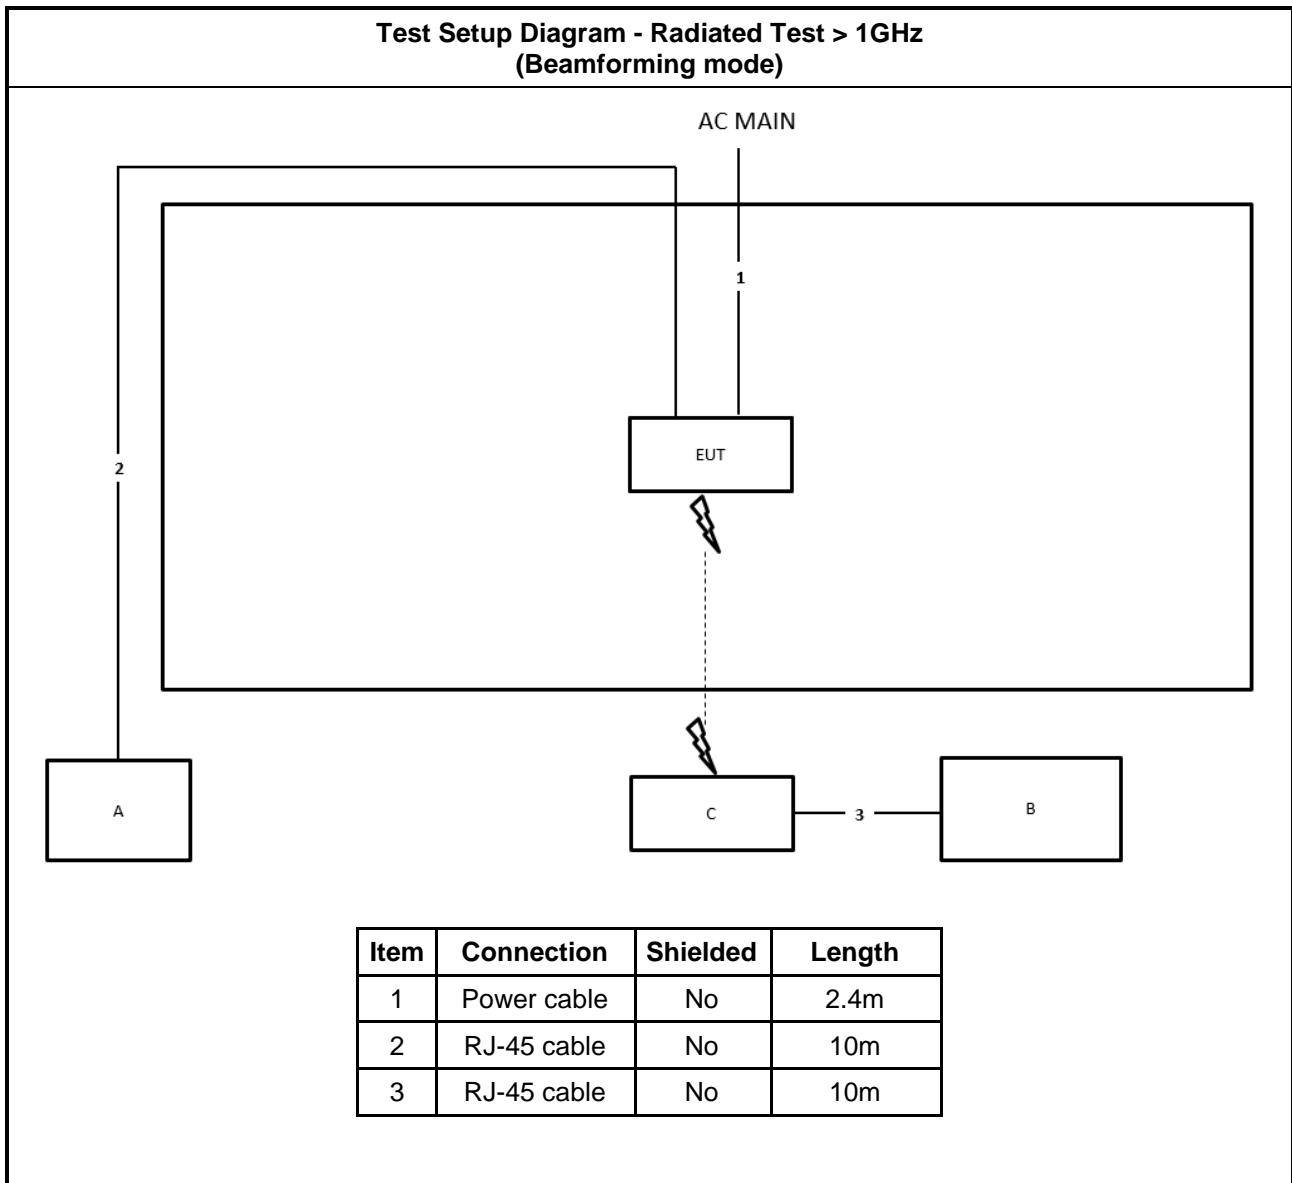 Test Setup Diagram - Radiated Test > 1GHz
(Beamforming mode)
AC MAIN
1
EUT
2
A
C
3
B
Item Connection Shielded Length
1 Power cable No 2.4m
2 RJ-45 cable No 10m
3 RJ-45 cable No 10m